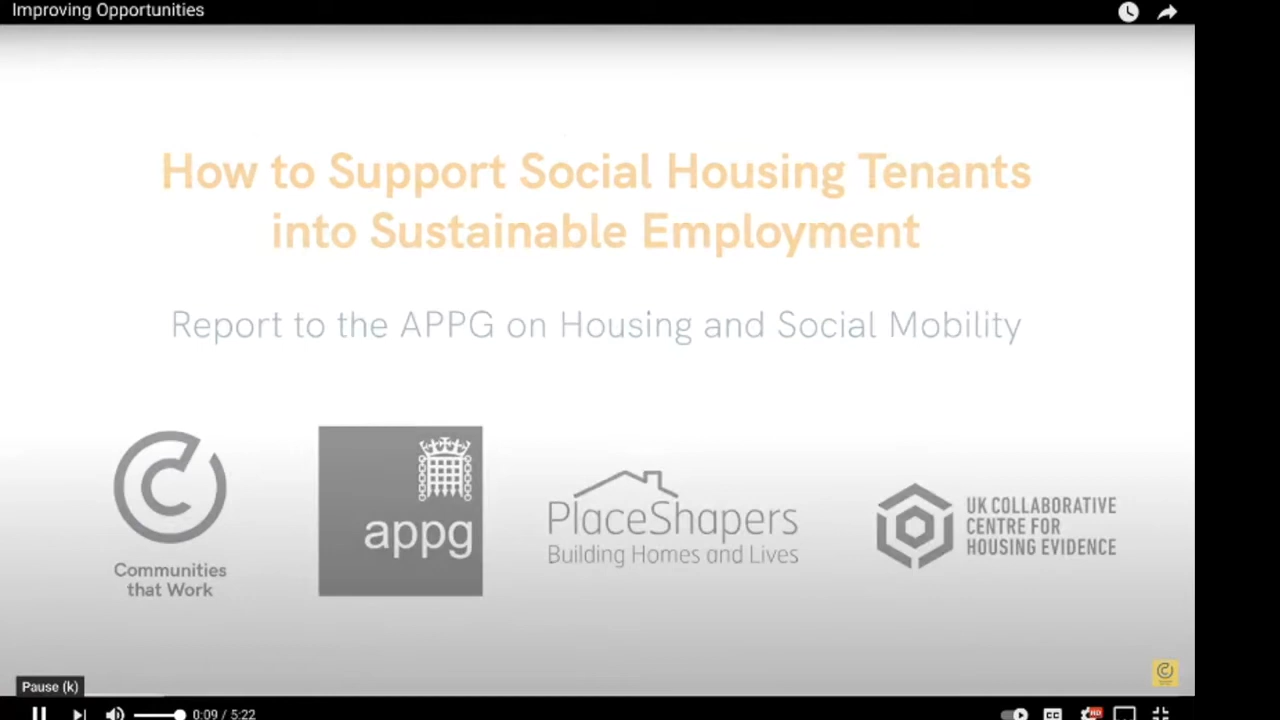 Improving Opportunities
How to Support Social Housing Tenants
into Sustainable Employment
Report to the APPG on Housing and Social Mobility
Communities
that Work
appg
PlaceShapers
Building Homes and Lives
UK COLLABORATIVE
CENTRE FOR
HOUSING EVIDENCE
Pause (k)
0:09 / 5:22
CC
HD